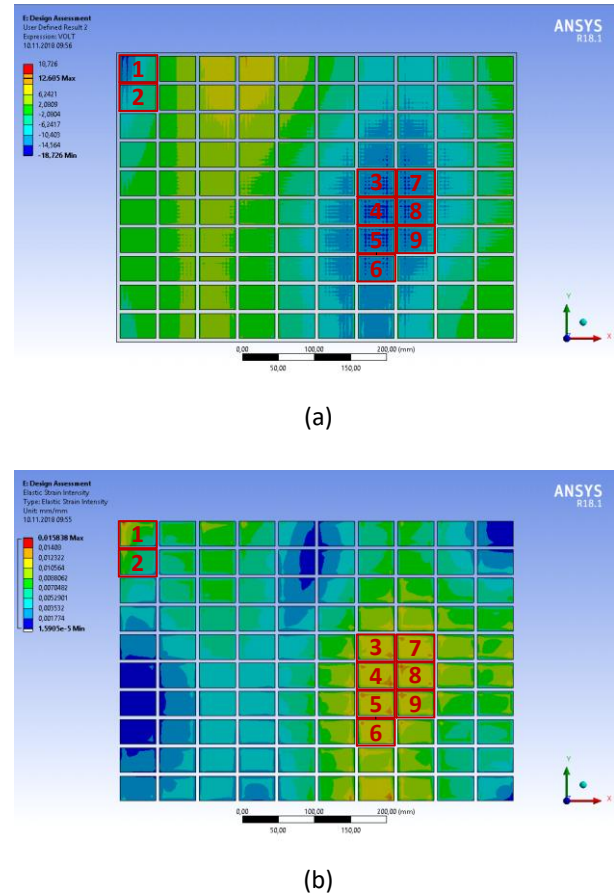 E: Design Assessment
User Defined Result 2
Expression: VOLT
10.11.2018 09:56
ANSYS
R18.1
18,726
12.605 Max
6,2421
2,0809
-2,0804
-6,2417
-10,403
-14,564
-18,726 Min
1
2
3 7
4 8
5 9
6
0,00 100,00 200,00 (mm)
50,00 150,00
Y
X
(a)
E: Design Assessment
Elastic Strain Intensity
Type: Elastic Strain Intensity
Unit: mm/mm
10.11.2018 09:55
ANSYS
R18.1
0,015838 Max
0,01408
0,012322
0,010564
0,0088062
0,0070482
0,0052901
0,003532
0,001774
1.5905e-5 Min
1
2
3 7
4 8
5 9
6
0,00 100,00 200,00 (mm)
50,00 150,00
Y
X
(b)